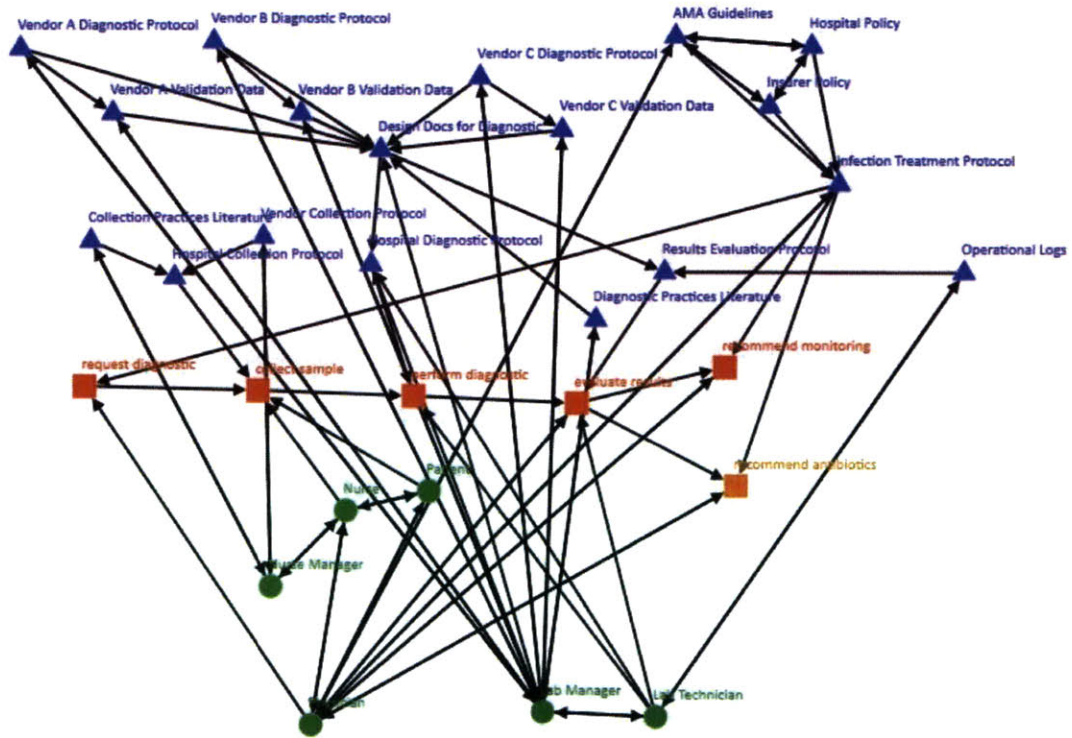 AMA Guidelines
Vendor B Diagnostic Protocol
Hospital Policy
Vendor A Diagnostic Protocol
Vendor C Diagnostic Protocol
Insurer Policy
Vendor A Validation Data
Vendor B Validation Data
Vendor C Validation Data
Design Docs for Diagnostic
Infection Treatment Protocol
Collection Practices Literature
Vendor Collection Protocol
Hospital Diagnostic Protocol
Hospital Collection Protocol
Results Evaluation Protocol
Operational Logs
Diagnostic Practices Literature
recommend monitoring
request diagnostic
collect sample
perform diagnostic
evaluate results
recommend antibiotics
Patient
Nurse
Nurse Manager
Lab Manager
Lab Technician